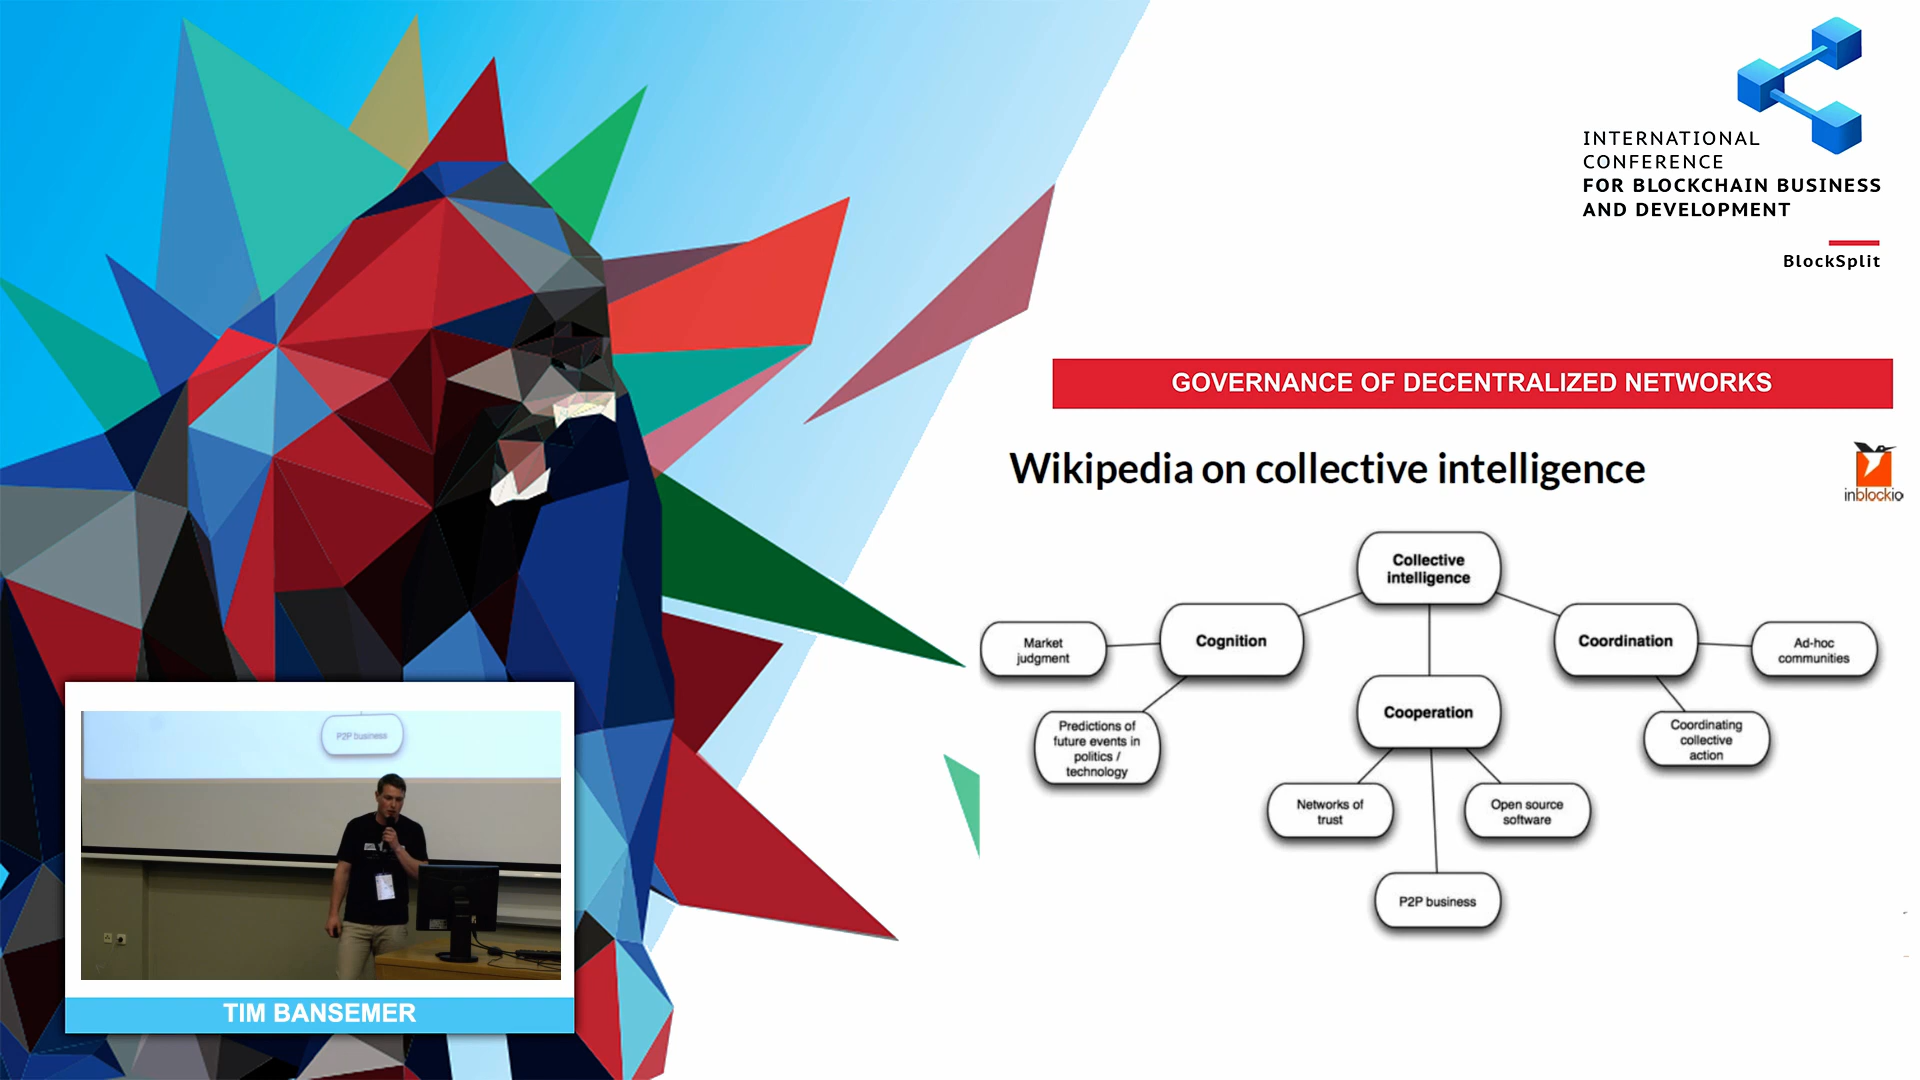 INTERNATIONAL
CONFERENCE
FOR BLOCKCHAIN BUSINESS
AND DEVELOPMENT
BlockSplit
GOVERNANCE OF DECENTRALIZED NETWORKS
Wikipedia on collective intelligence
inblockio
Collective
intelligence
Cognition
Coordination
Market
judgment
Ad-hoc
communities
Cooperation
Predictions of
future events in
politics /
technology
Coordinating
collective
action
Networks of
trust
Open source
software
P2P business
P2P business
TIM BANSEMER